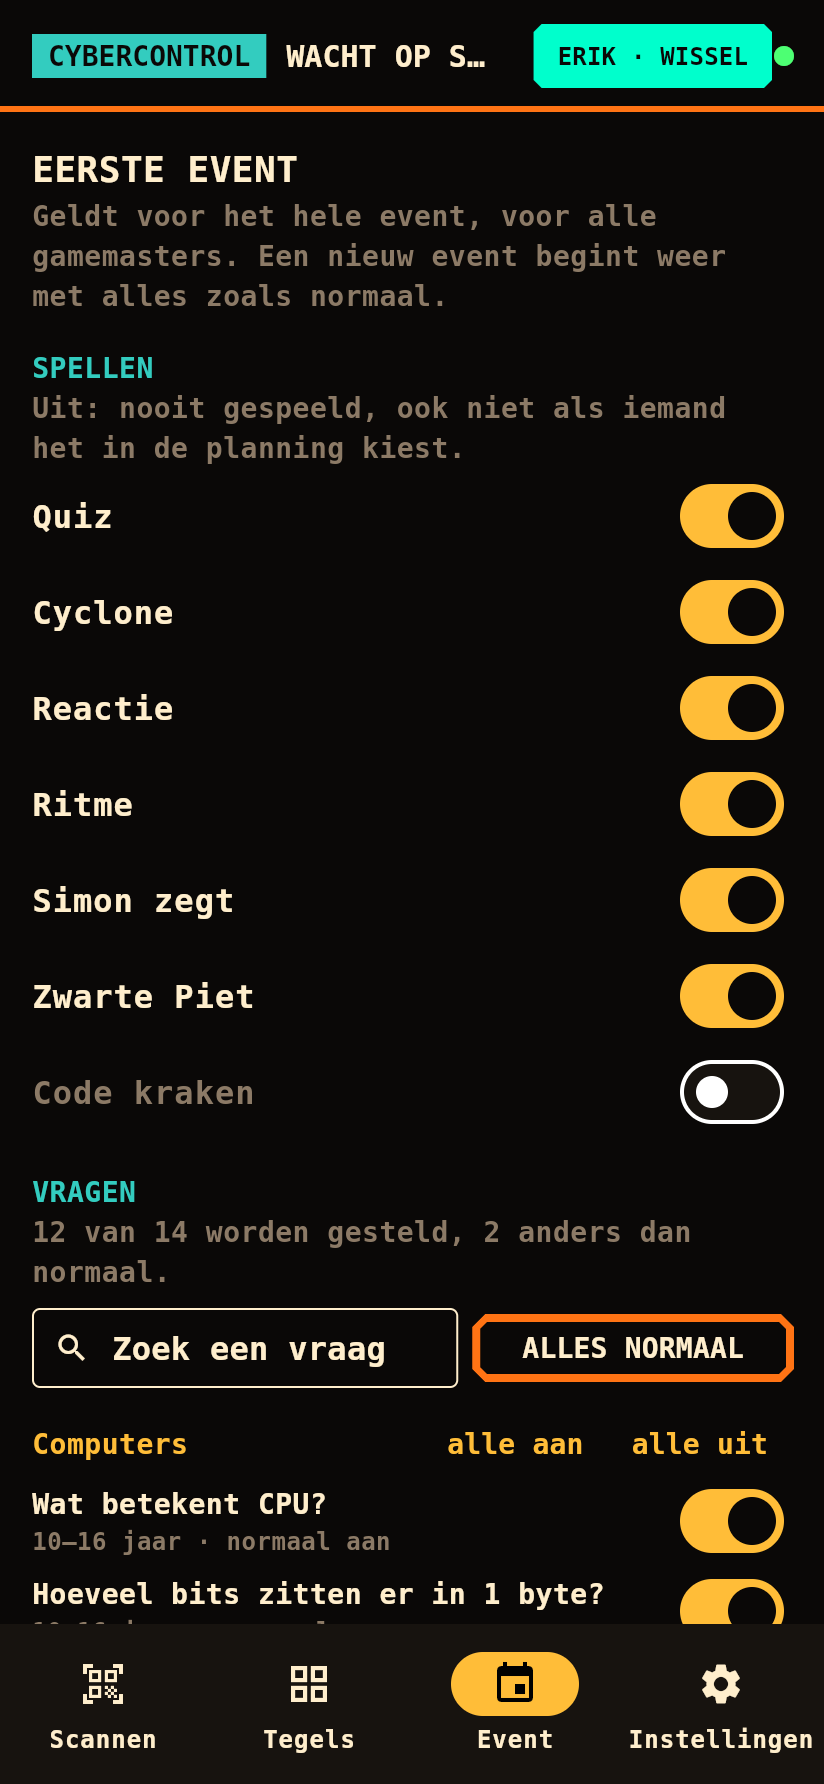 CYBERCONTROL WACHT OP S… ERIK · WISSEL
EERSTE EVENT
Geldt voor het hele event, voor alle
gamemasters. Een nieuw event begint weer
met alles zoals normaal.
SPELLEN
Uit: nooit gespeeld, ook niet als iemand
het in de planning kiest.
Quiz
Cyclone
Reactie
Ritme
Simon zegt
Zwarte Piet
Code kraken
VRAGEN
12 van 14 worden gesteld, 2 anders dan
normaal.
Zoek een vraag ALLES NORMAAL
Computers alle aan alle uit
Wat betekent CPU?
10–16 jaar · normaal aan
Hoeveel bits zitten er in 1 byte?
Scannen Tegels Event Instellingen